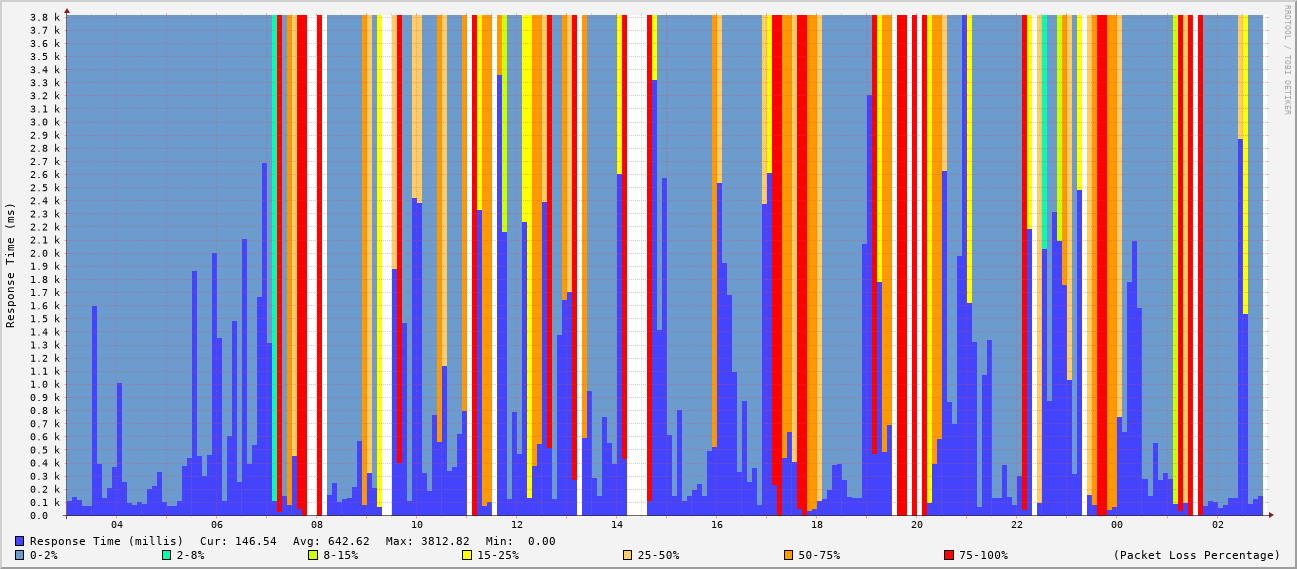 3.8 k
3.7 k
3.6 k
3.5 k
3.4 k
3.3 k
3.2 k
3.1 k
3.0 k
2.9 k
2.8 k
2.7 k
2.6 k
2.5 k
2.4 k
2.3 k
2.2 k
2.1 k
2.0 k
1.9 k
1.8 k
1.7 k
1.6 k
1.5 k
1.4 k
1.3 k
1.2 k
1.1 k
1.0 k
0.9 k
0.8 k
0.7 k
0.6 k
0.5 k
0.4 k
0.3 k
0.2 k
0.1 k
0.0
Response Time (ms)
RRDTOOL / TOBI OETIKER
04 06 08 10 12 14 16 18 20 22 00 02
Response Time (millis) Cur: 146.54 Avg: 642.62 Max: 3812.82 Min: 0.00
0-2% 2-8% 8-15% 15-25% 25-50% 50-75% 75-100% (Packet Loss Percentage)